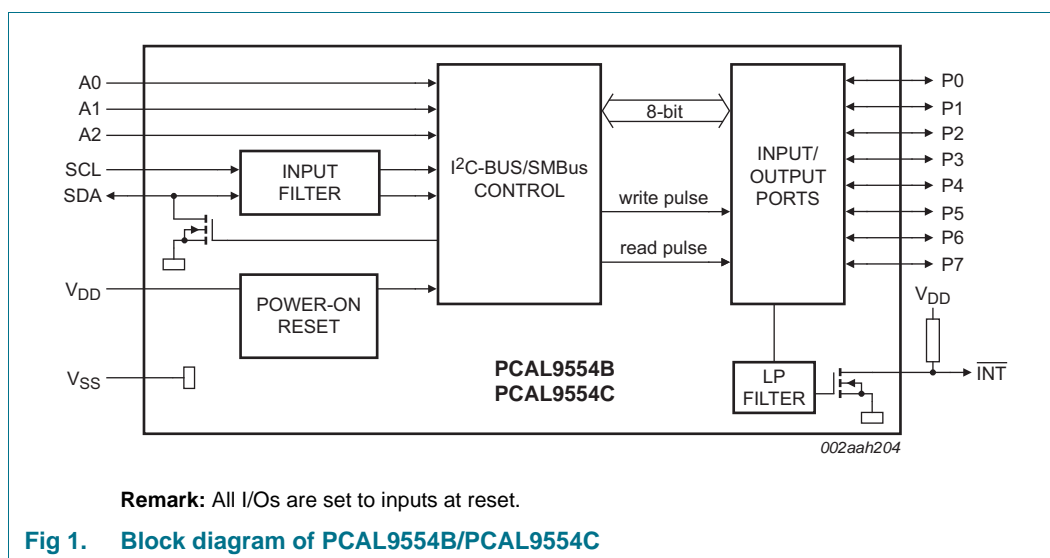 A0
A1
A2
SCL
SDA
VDD
VSS
INPUT
FILTER
POWER-ON
RESET
I²C-BUS/SMBus
CONTROL
8-bit
write pulse
read pulse
INPUT/
OUTPUT
PORTS
P0
P1
P2
P3
P4
P5
P6
P7
VDD
INT
LP
FILTER
PCAL9554B
PCAL9554C
002aah204
Remark: All I/Os are set to inputs at reset.
Fig 1. Block diagram of PCAL9554B/PCAL9554C